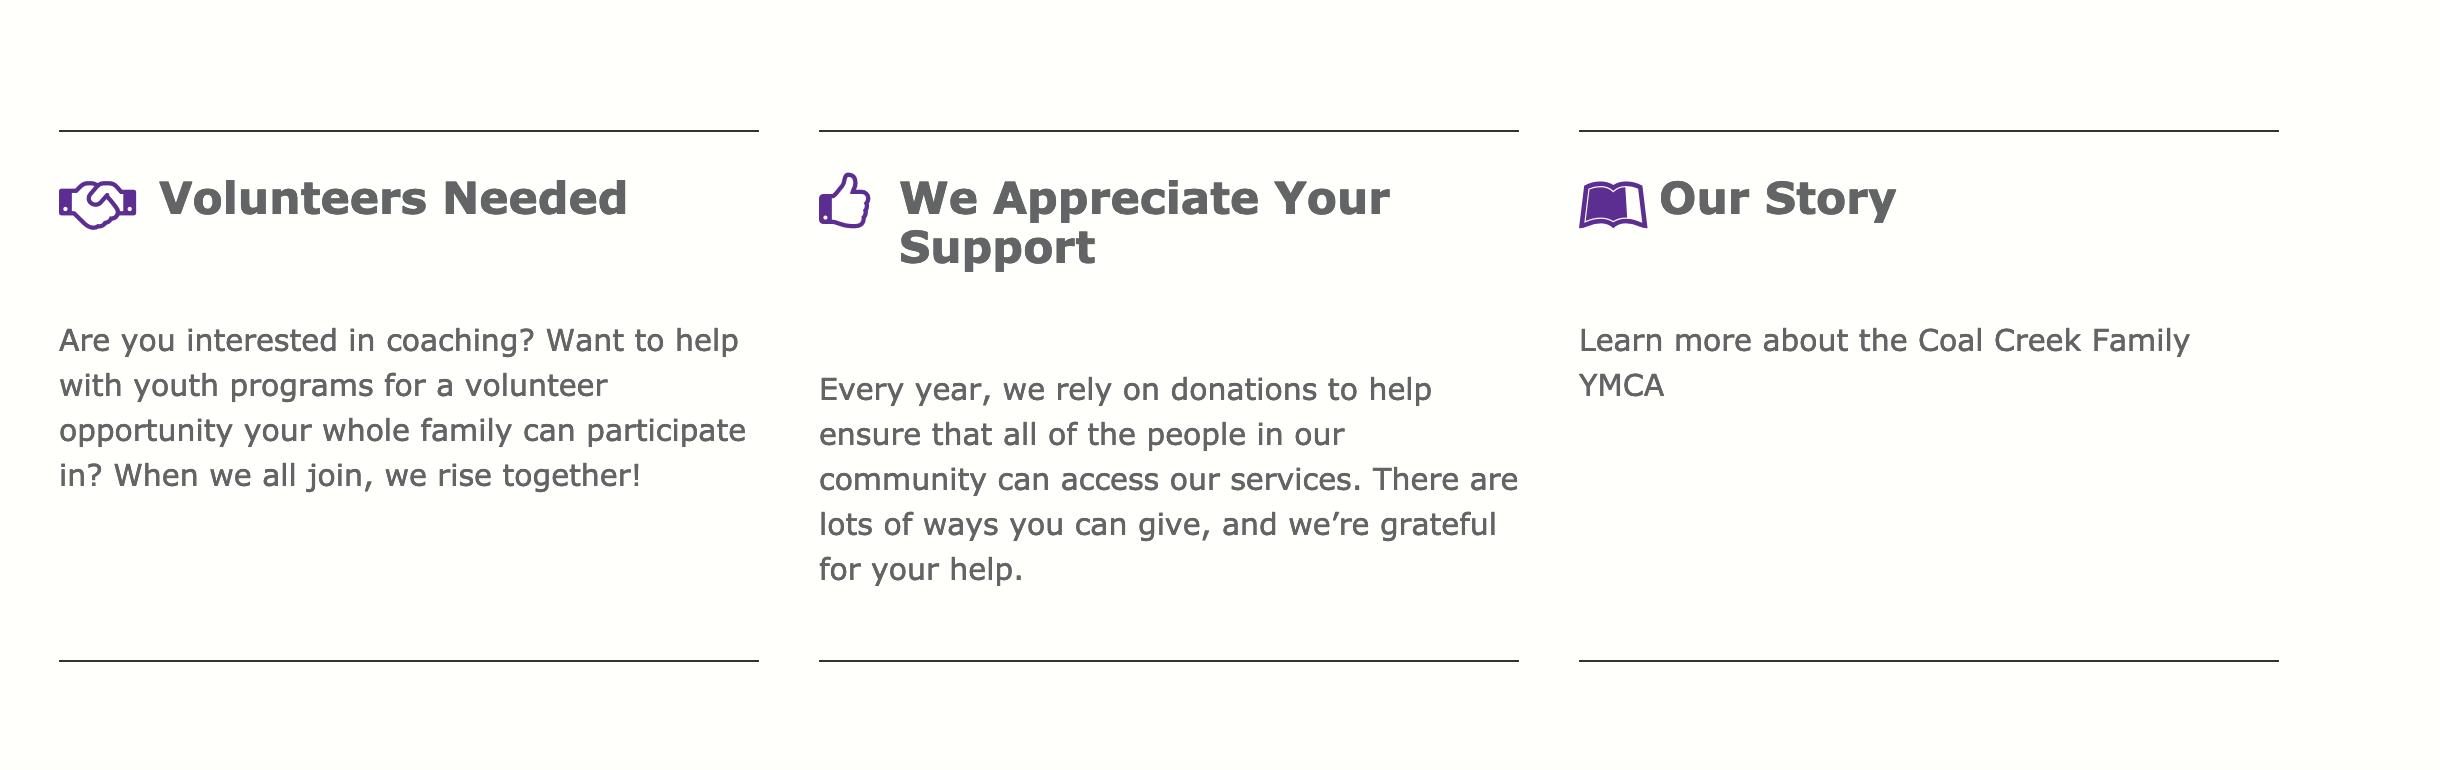 Volunteers Needed
Are you interested in coaching? Want to help
with youth programs for a volunteer
opportunity your whole family can participate
in? When we all join, we rise together!
We Appreciate Your
Support
Every year, we rely on donations to help
ensure that all of the people in our
community can access our services. There are
lots of ways you can give, and we’re grateful
for your help.
Our Story
Learn more about the Coal Creek Family
YMCA